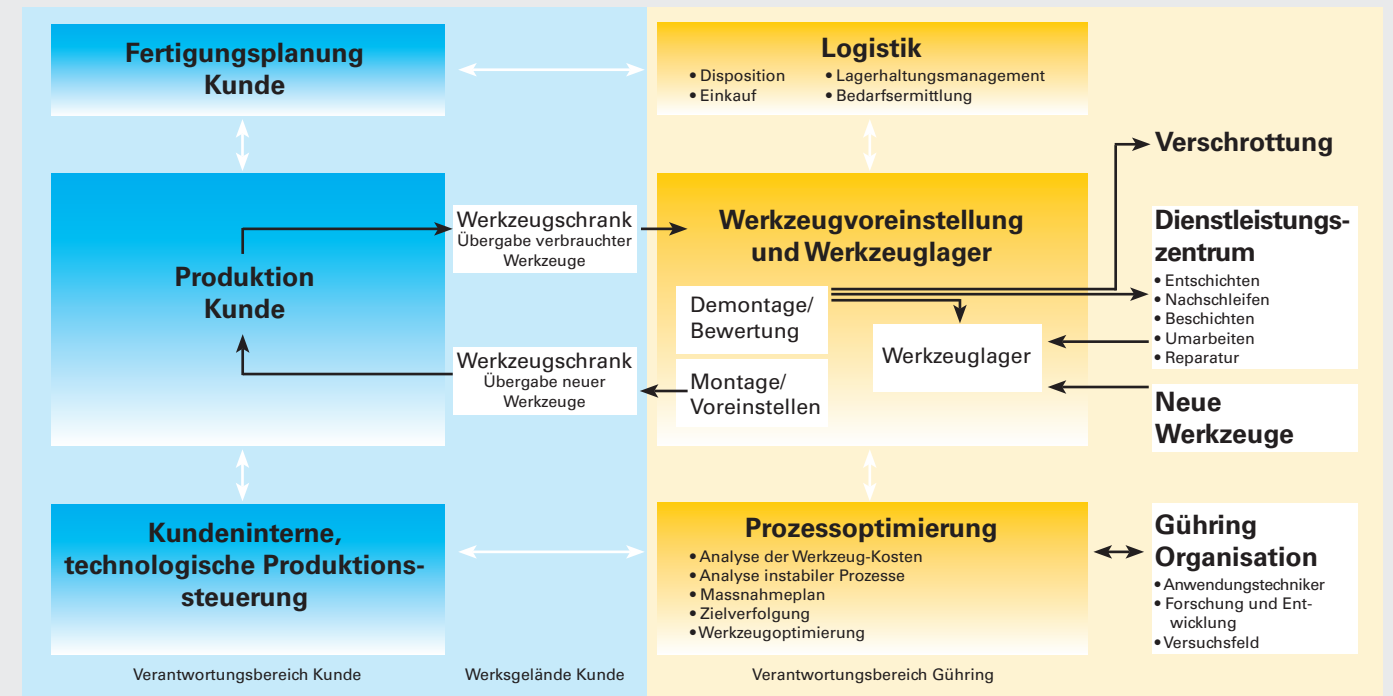 Fertigungsplanung
Kunde
Logistik
• Disposition
• Einkauf
• Lagerhaltungsmanagement
• Bedarfsermittlung
Verschrottung
Produktion
Kunde
Werkzeugschrank
Übergabe verbrauchter
Werkzeuge
Werkzeugschrank
Übergabe neuer
Werkzeuge
Werkzeugvoreinstellung
und Werkzeuglager
Demontage/
Bewertung
Werkzeuglager
Montage/
Voreinstellen
Dienstleistungs-
zentrum
• Entschichten
• Nachschleifen
• Beschichten
• Umarbeiten
• Reparatur
Neue
Werkzeuge
Kundeninterne,
technologische Produktions-
steuerung
Prozessoptimierung
• Analyse der Werkzeug-Kosten
• Analyse instabiler Prozesse
• Massnahmeplan
• Zielverfolgung
• Werkzeugoptimierung
Gühring
Organisation
• Anwendungstechniker
• Forschung und Ent-
wicklung
• Versuchsfeld
Verantwortungsbereich Kunde
Werksgelände Kunde
Verantwortungsbereich Gühring